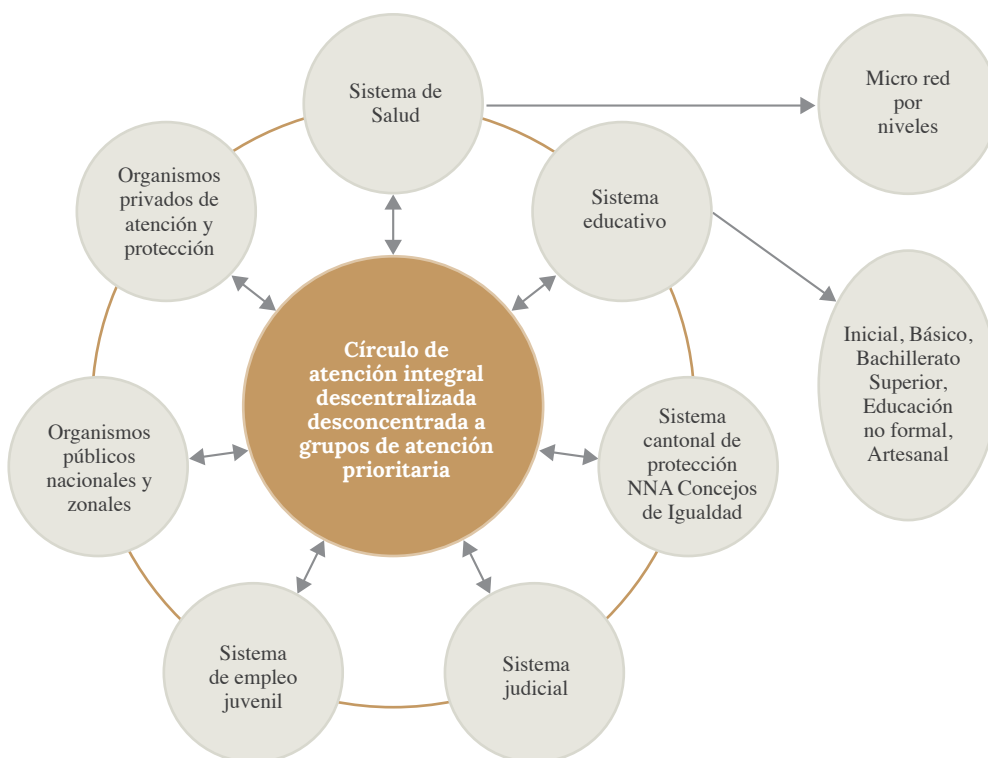 Sistema de
Salud
Micro red
por
niveles
Organismos
privados de
atención y
protección
Sistema
educativo
Círculo de
atención integral
descentralizada
desconcentrada a
grupos de atención
prioritaria
Inicial, Básico,
Bachillerato
Superior,
Educación
no formal,
Artesanal
Organismos
públicos
nacionales y
zonales
Sistema
cantonal de
protección
NNA Concejos
de Igualdad
Sistema
de empleo
juvenil
Sistema
judicial